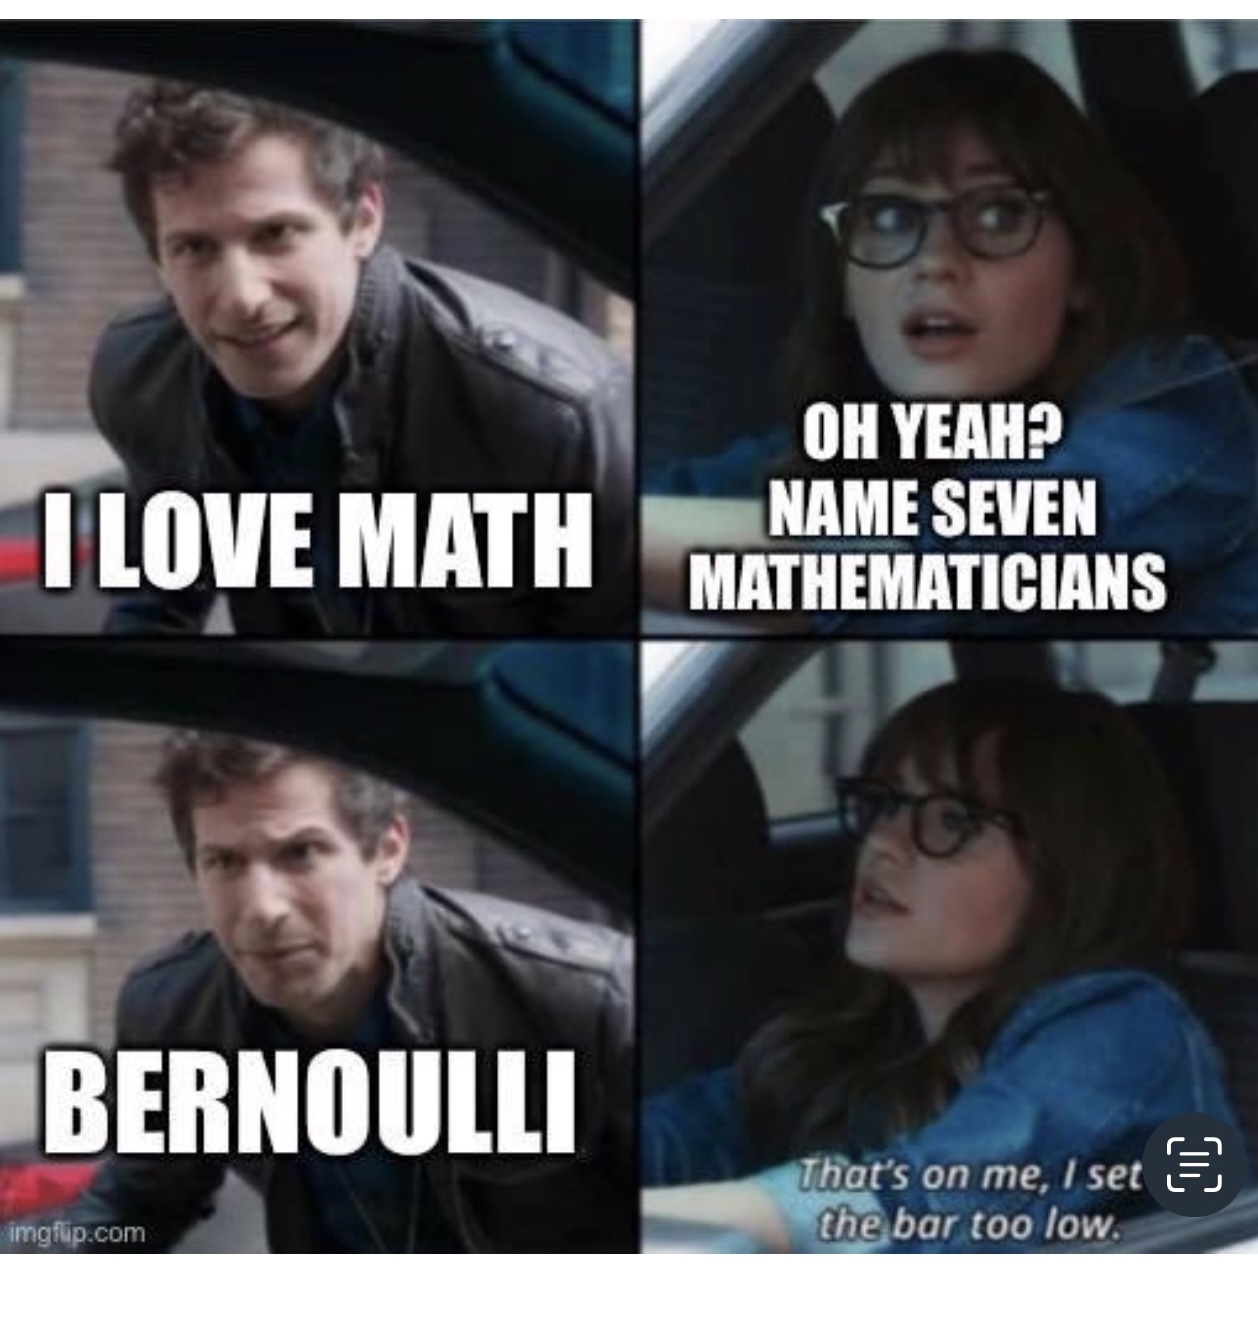 I LOVE MATH
OH YEAH?
NAME SEVEN
MATHEMATICIANS
BERNOULLI
That's on me, I set
the bar too low.
imgflip.com